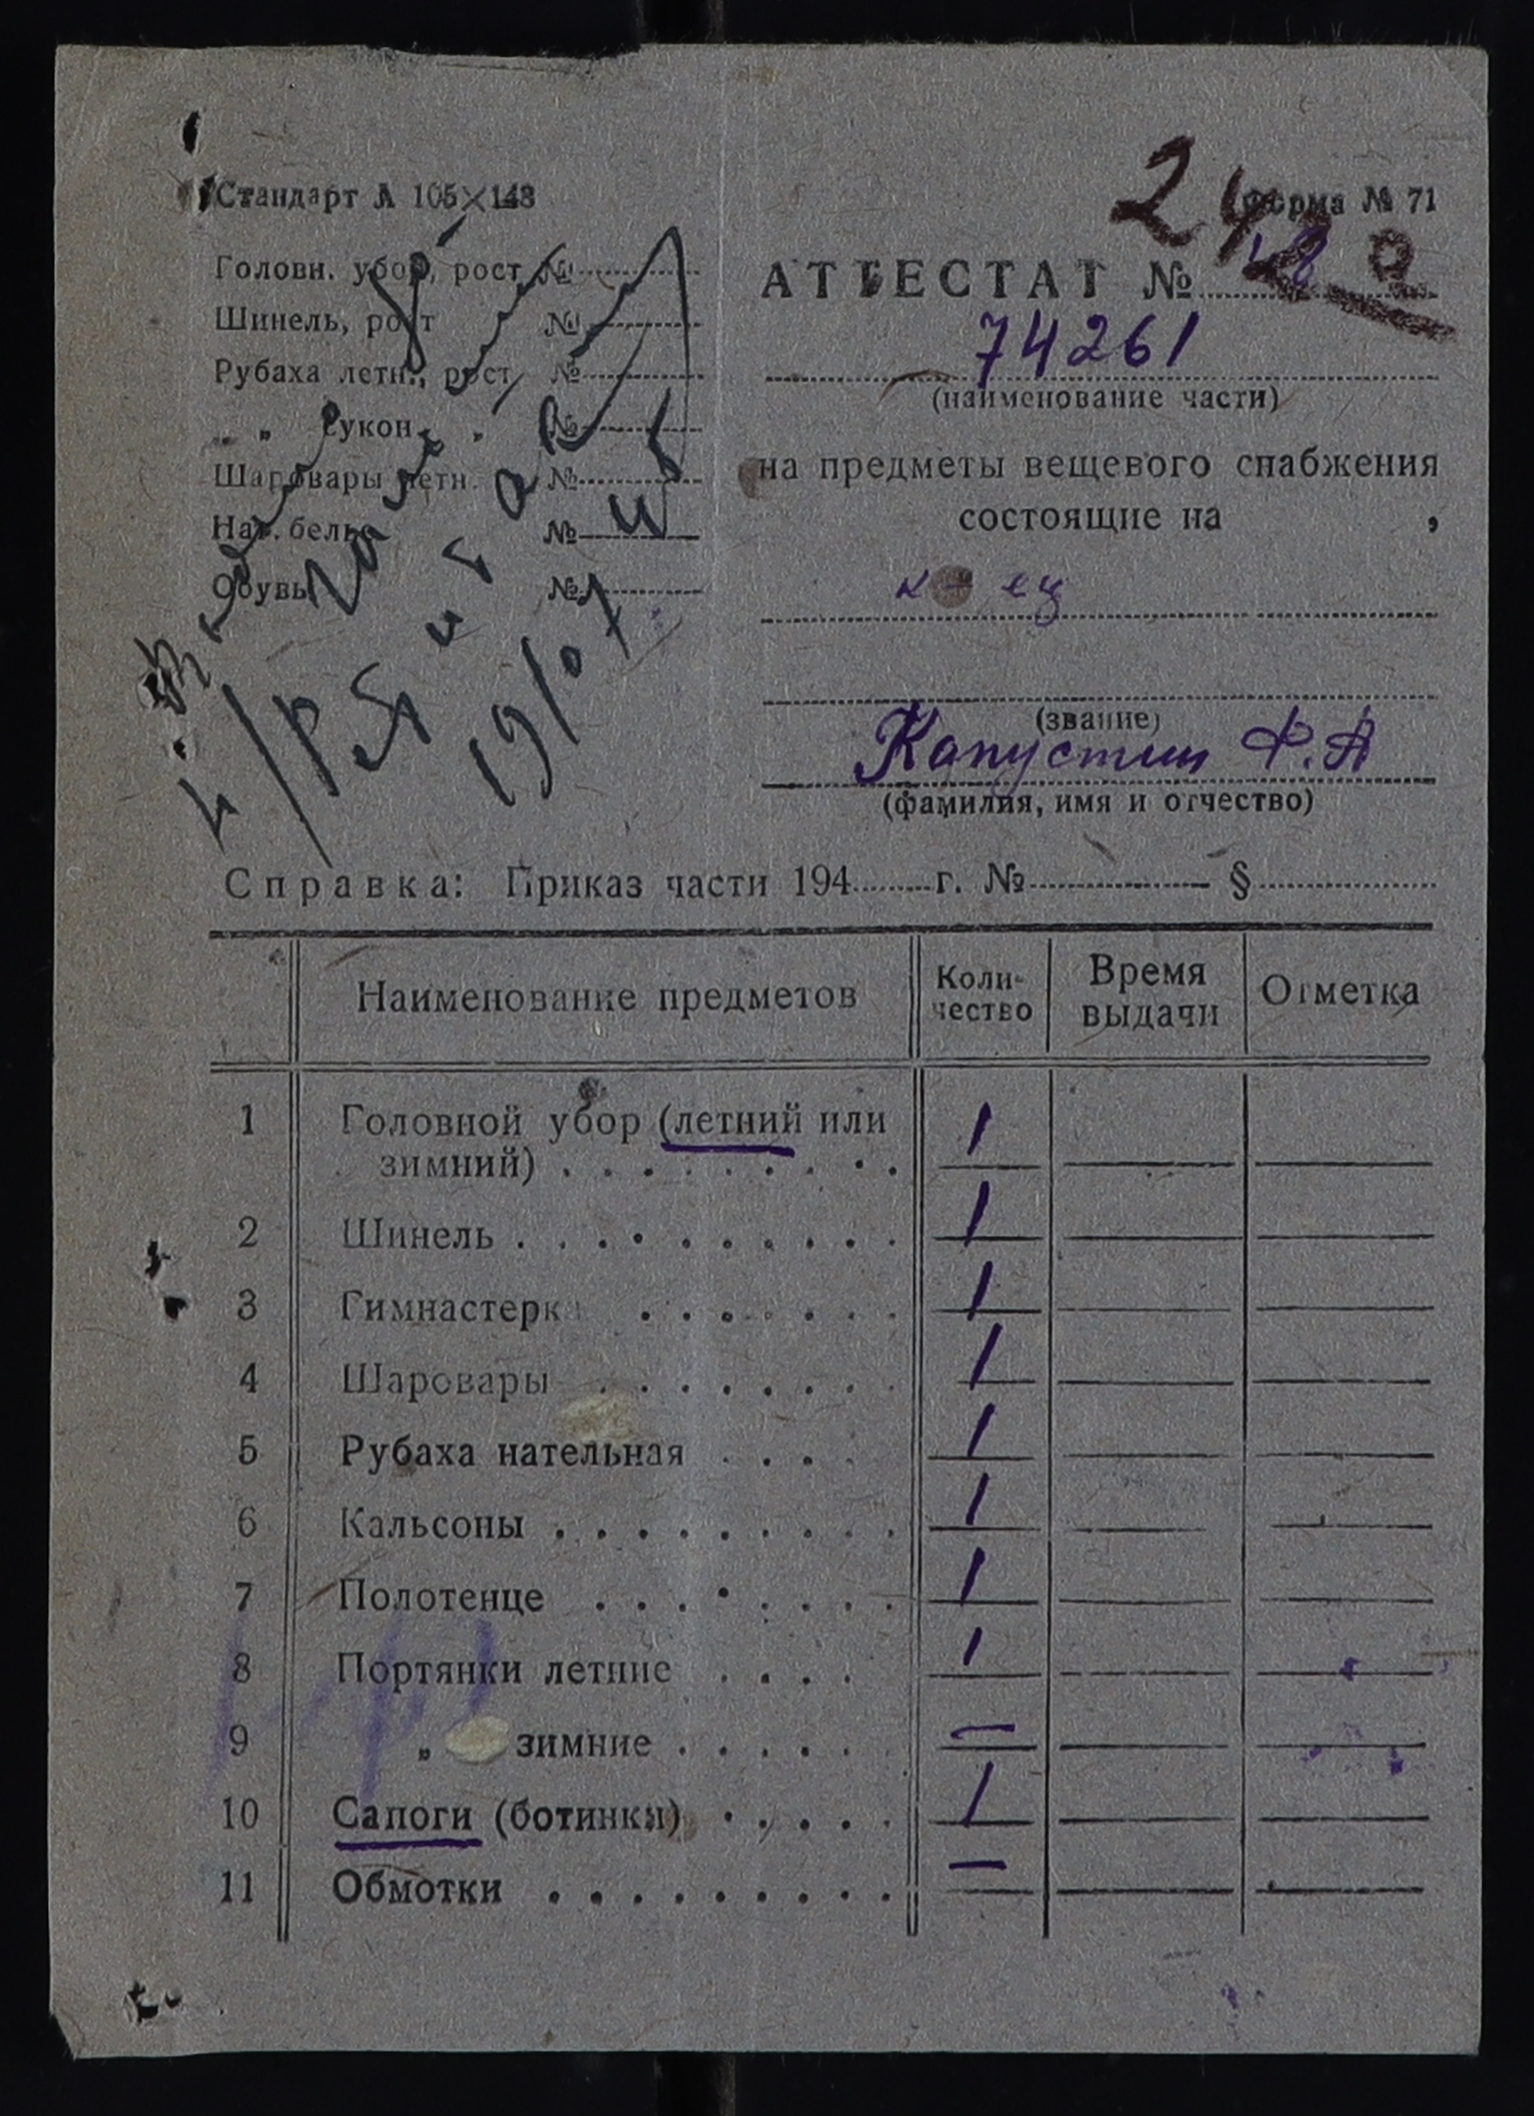 Стандарт А 105×148
Форма № 71
Головн. убор, рост №
Шинель, рост №
Рубаха летн., рост №
„ „ сукон. „ №
Шаровары летн. №
Нат. белье №
Обувь №
19/07
АТТЕСТАТ №
74261
(наименование части)
на предметы вещевого снабжения
состоящие на ,
к-ец
(звание)
Капустин Ф.А
(фамилия, имя и отчество)
Справка: Приказ части 194 г. № §
Наименование предметов Коли-чество Время выдачи Отметка
1 Головной убор (летний или
зимний) 1
2 Шинель 1
3 Гимнастерка 1
4 Шаровары 1
5 Рубаха нательная 1
6 Кальсоны 1
7 Полотенце 1
8 Портянки летние 1
9 „ зимние —
10 Сапоги (ботинки) 1
11 Обмотки —